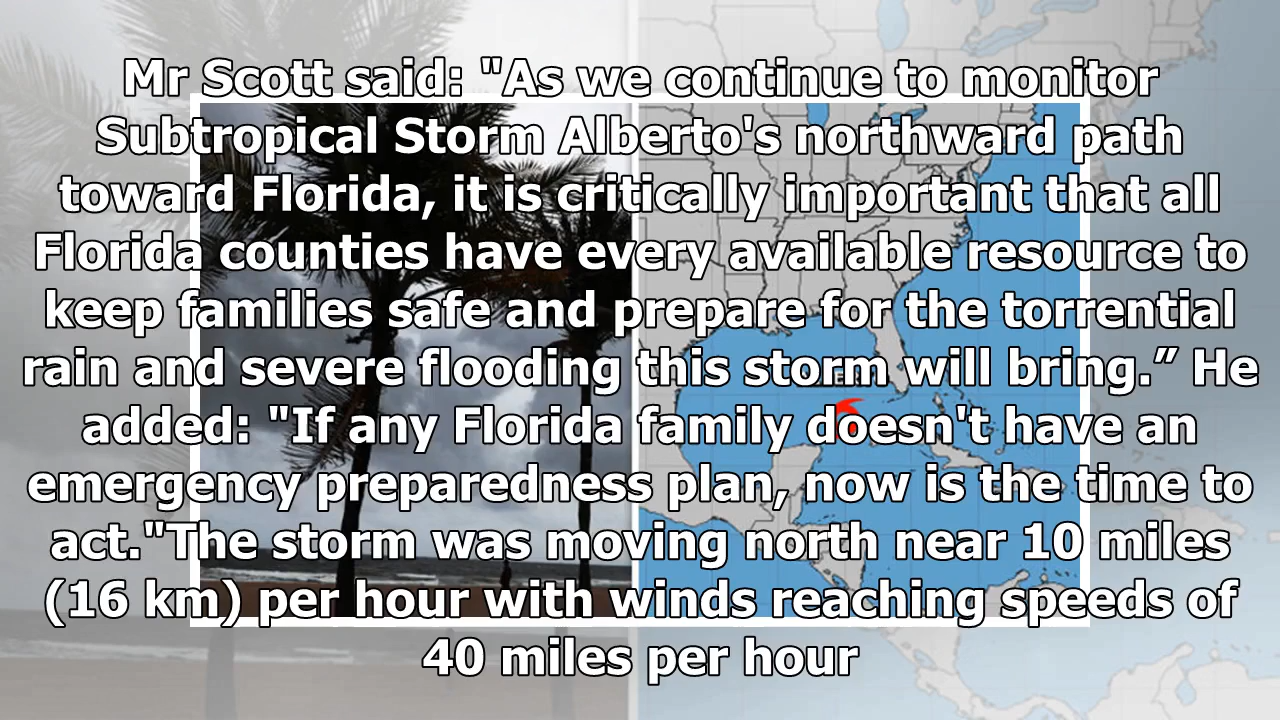 Mr Scott said: "As we continue to monitor
Subtropical Storm Alberto's northward path
toward Florida, it is critically important that all
Florida counties have every available resource to
keep families safe and prepare for the torrential
rain and severe flooding this storm will bring.” He
added: "If any Florida family doesn't have an
emergency preparedness plan, now is the time to
act."The storm was moving north near 10 miles
(16 km) per hour with winds reaching speeds of
40 miles per hour